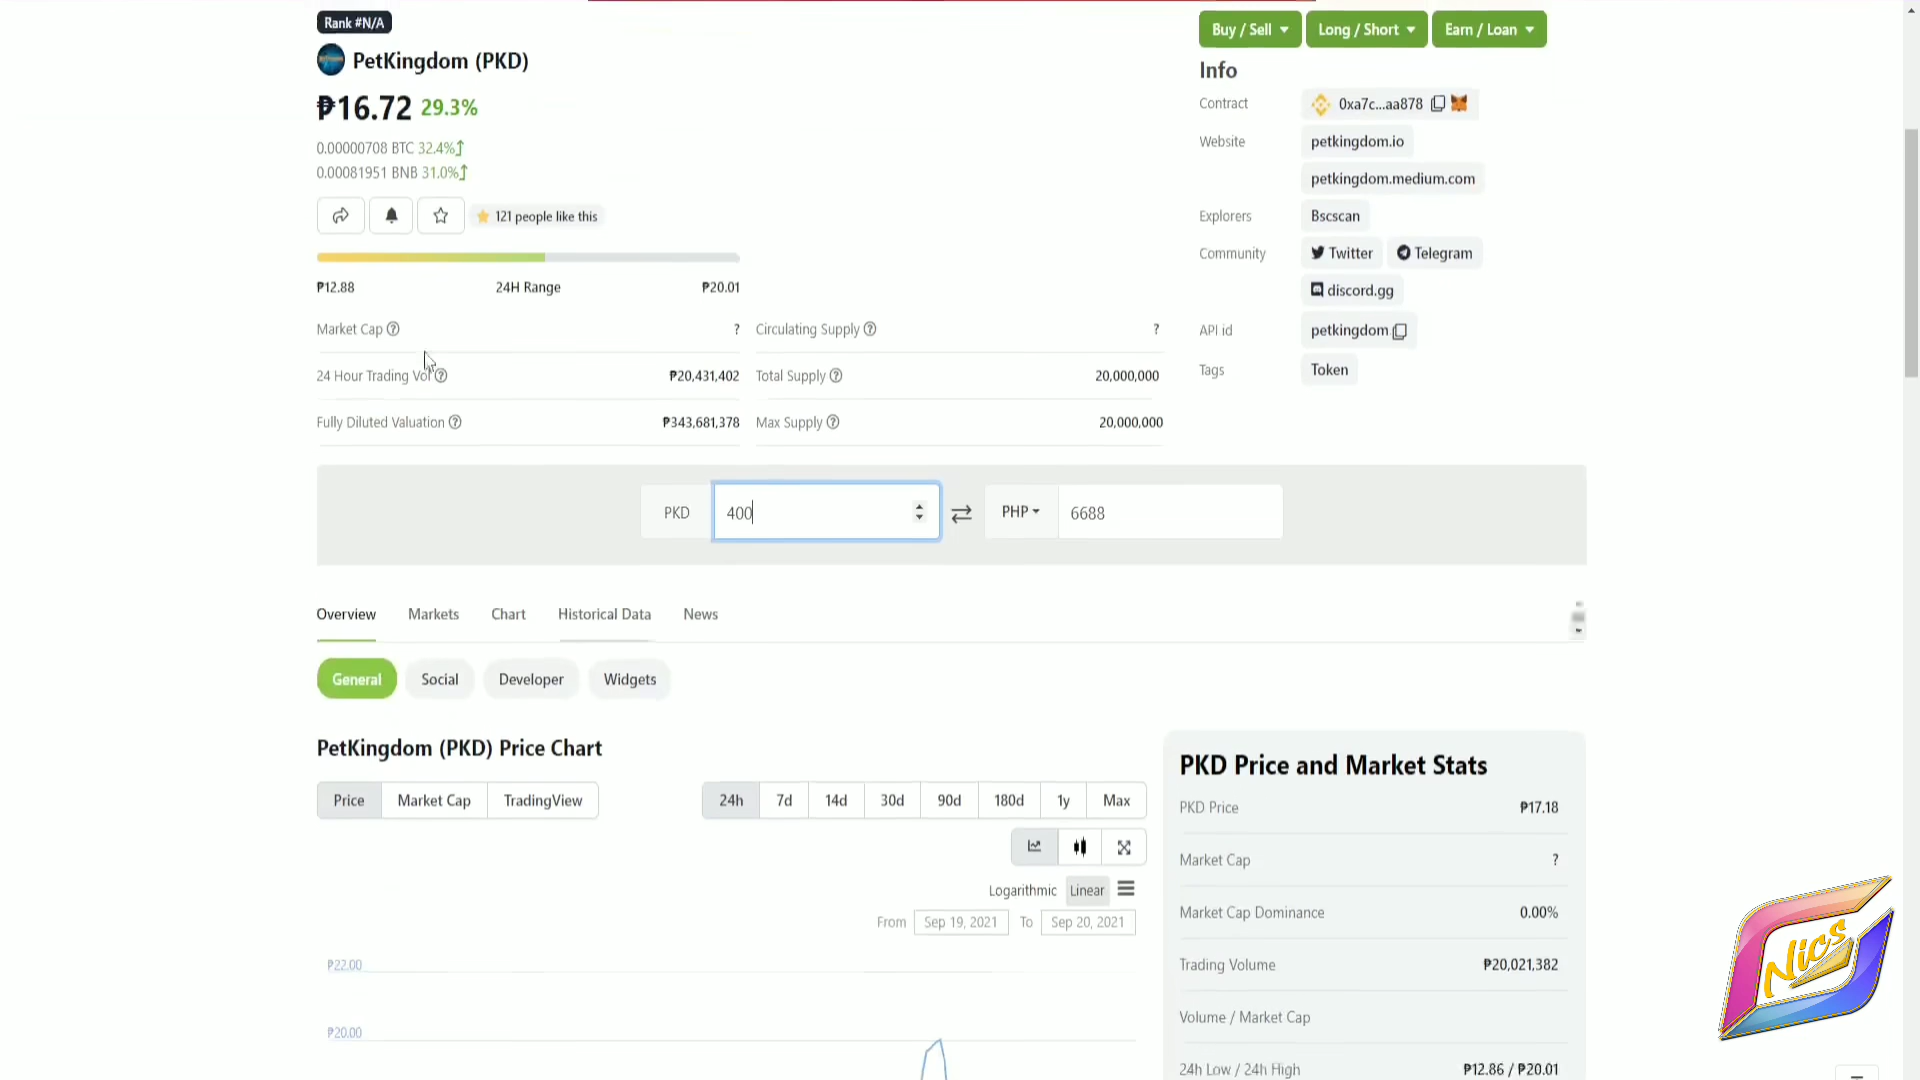 Rank #N/A
PetKingdom (PKD)
₱16.72 29.3%
0.00000708 BTC 32.4%
0.00081951 BNB 31.0%
121 people like this
₱12.88 24H Range ₱20.01
Market Cap ?
24 Hour Trading Vol ₱20,431,402
Fully Diluted Valuation ₱343,681,378
Circulating Supply ?
Total Supply 20,000,000
Max Supply 20,000,000
Buy / Sell Long / Short Earn / Loan
Info
Contract 0xa7c...aa878
Website petkingdom.io
petkingdom.medium.com
Explorers Bscscan
Community Twitter Telegram
discord.gg
API id petkingdom
Tags Token
PKD 400 PHP 6688
Overview Markets Chart Historical Data News
General Social Developer Widgets
PetKingdom (PKD) Price Chart
Price Market Cap TradingView
24h 7d 14d 30d 90d 180d 1y Max
Logarithmic Linear
From Sep 19, 2021 To Sep 20, 2021
₱22.00
₱20.00
PKD Price and Market Stats
PKD Price ₱17.18
Market Cap ?
Market Cap Dominance 0.00%
Trading Volume ₱20,021,382
Volume / Market Cap
24h Low / 24h High ₱12.86 / ₱20.01
Nics